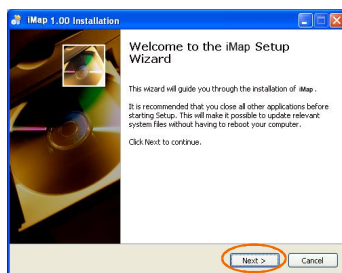 iMap 1.00 Installation
Welcome to the iMap Setup
Wizard
This wizard will guide you through the installation of iMap.
It is recommended that you close all other applications before
starting Setup. This will make it possible to update relevant
system files without having to reboot your computer.
Click Next to continue.
Next >
Cancel